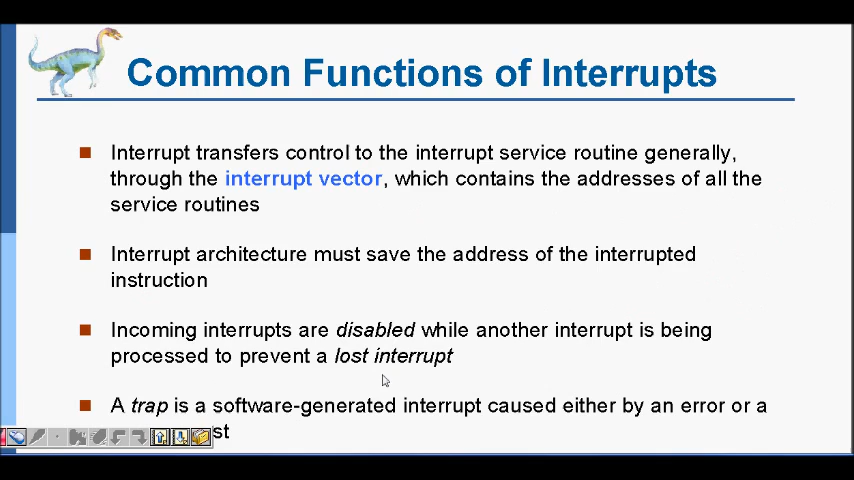 Common Functions of Interrupts
Interrupt transfers control to the interrupt service routine generally,
through the interrupt vector, which contains the addresses of all the
service routines
Interrupt architecture must save the address of the interrupted
instruction
Incoming interrupts are disabled while another interrupt is being
processed to prevent a lost interrupt
A trap is a software-generated interrupt caused either by an error or a